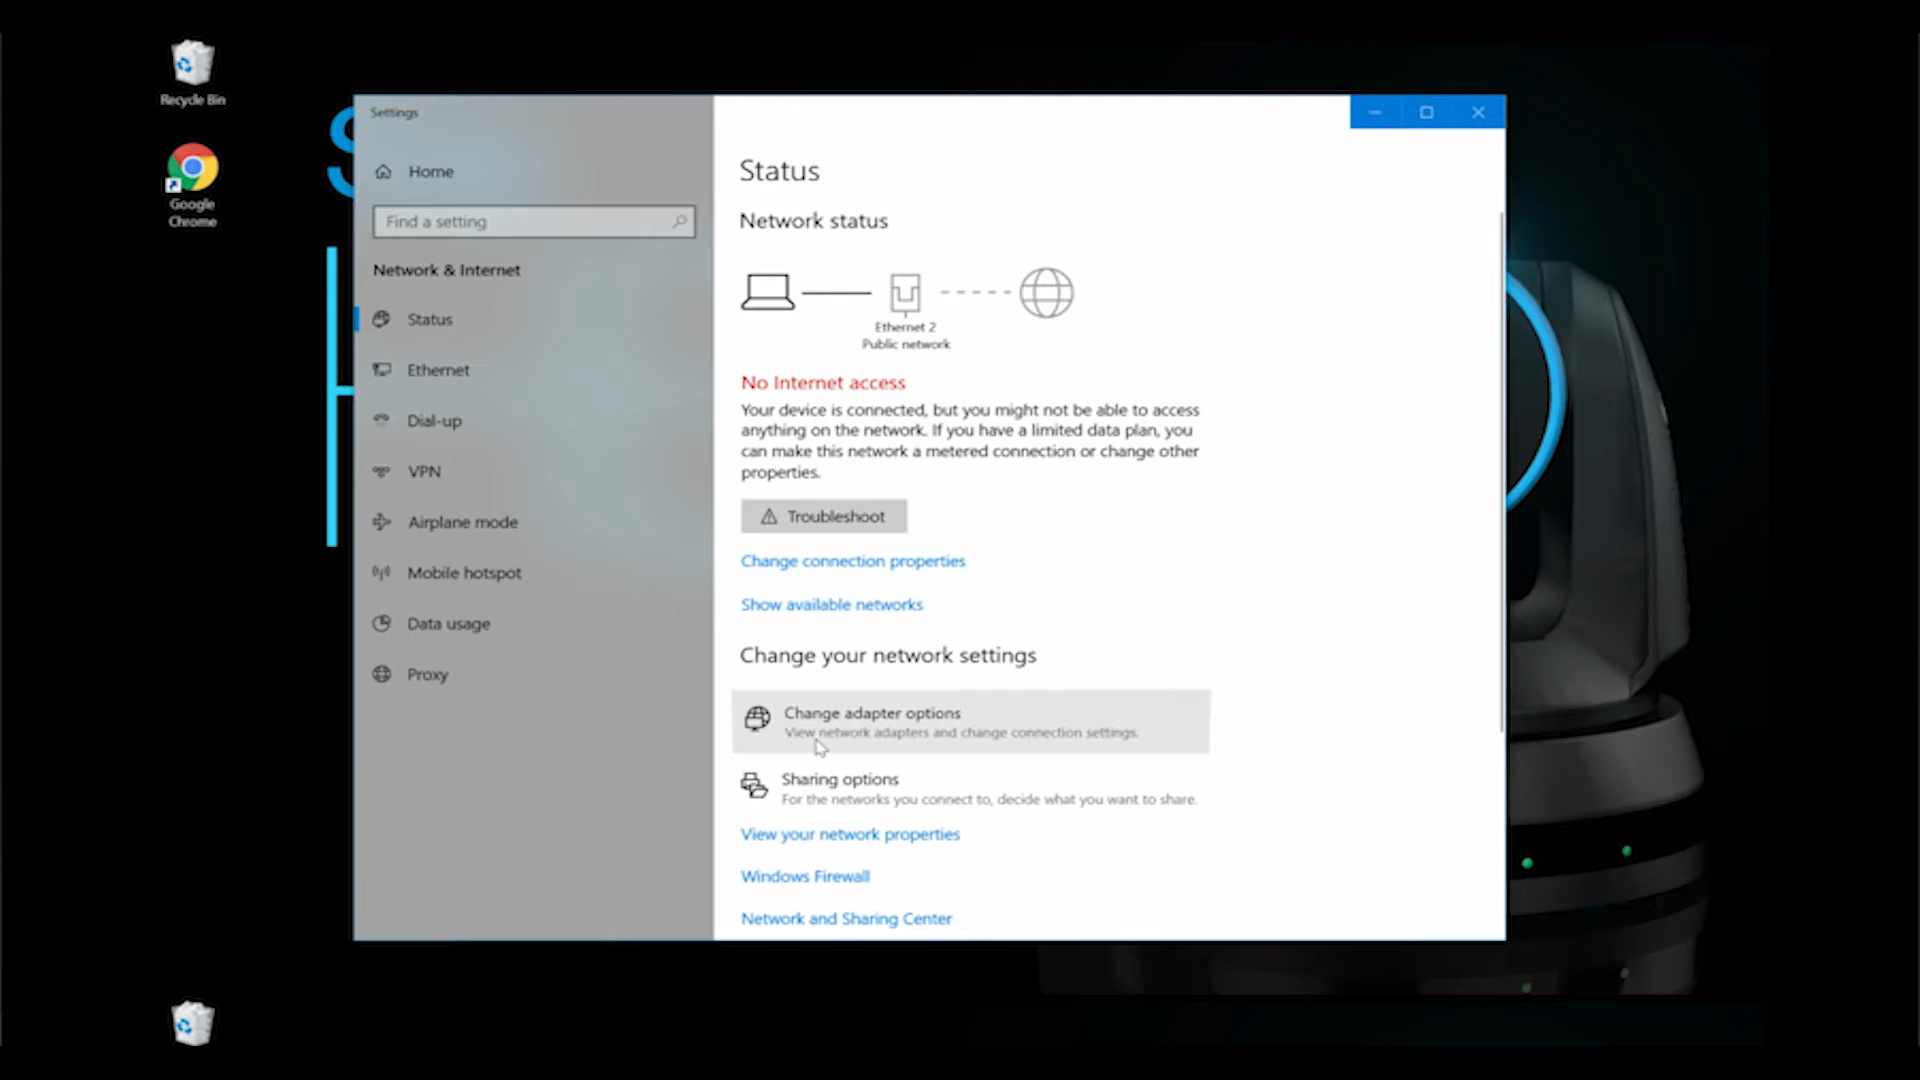 Recycle Bin
Google
Chrome
S
Settings
Home
Find a setting
Network & Internet
Status
Ethernet
Dial-up
VPN
Airplane mode
Mobile hotspot
Data usage
Proxy
Status
Network status
Ethernet 2
Public network
No Internet access
Your device is connected, but you might not be able to access
anything on the network. If you have a limited data plan, you
can make this network a metered connection or change other
properties.
Troubleshoot
Change connection properties
Show available networks
Change your network settings
Change adapter options
View network adapters and change connection settings.
Sharing options
For the networks you connect to, decide what you want to share.
View your network properties
Windows Firewall
Network and Sharing Center